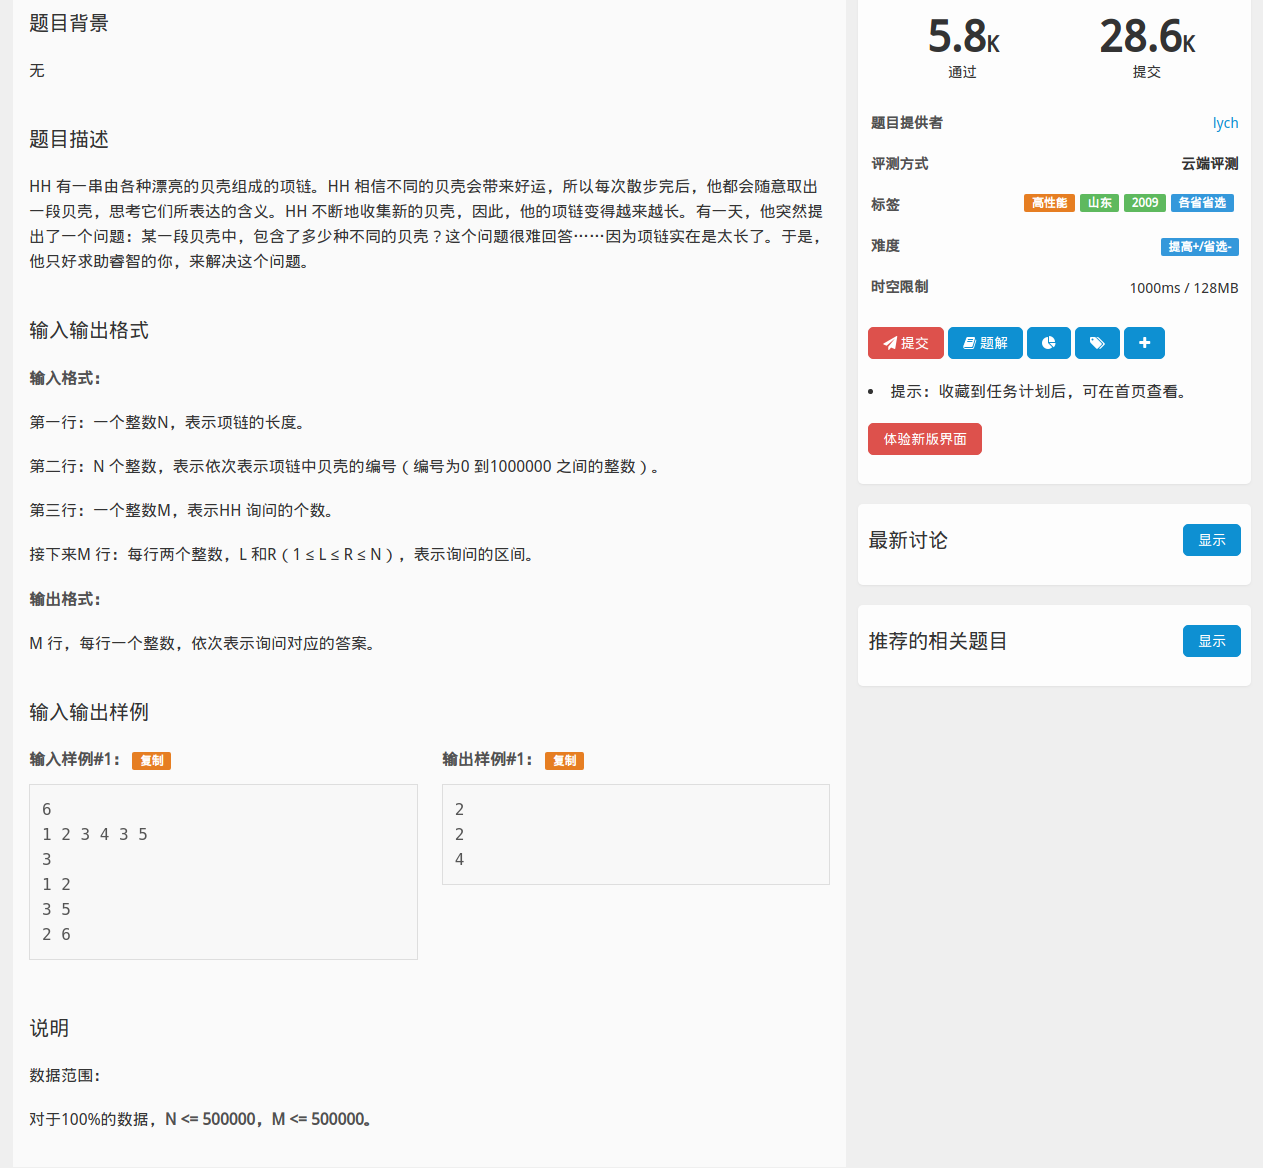 题目背景
无
题目描述
HH 有一串由各种漂亮的贝壳组成的项链。HH 相信不同的贝壳会带来好运，所以每次散步完后，他都会随意取出
一段贝壳，思考它们所表达的含义。HH 不断地收集新的贝壳，因此，他的项链变得越来越长。有一天，他突然提
出了一个问题：某一段贝壳中，包含了多少种不同的贝壳？这个问题很难回答……因为项链实在是太长了。于是，
他只好求助睿智的你，来解决这个问题。
输入输出格式
输入格式：
第一行：一个整数N，表示项链的长度。
第二行：N 个整数，表示依次表示项链中贝壳的编号（编号为0 到1000000 之间的整数）。
第三行：一个整数M，表示HH 询问的个数。
接下来M 行：每行两个整数，L 和R（1 ≤ L ≤ R ≤ N），表示询问的区间。
输出格式：
M 行，每行一个整数，依次表示询问对应的答案。
输入输出样例
输入样例#1： 复制
6
1 2 3 4 3 5
3
1 2
3 5
2 6
输出样例#1： 复制
2
2
4
说明
数据范围：
对于100%的数据，N <= 500000，M <= 500000。
5.8K 28.6K
通过 提交
题目提供者 lych
评测方式 云端评测
标签 高性能 山东 2009 各省省选
难度 提高+/省选-
时空限制 1000ms / 128MB
提交 题解
• 提示：收藏到任务计划后，可在首页查看。
体验新版界面
最新讨论 显示
推荐的相关题目 显示